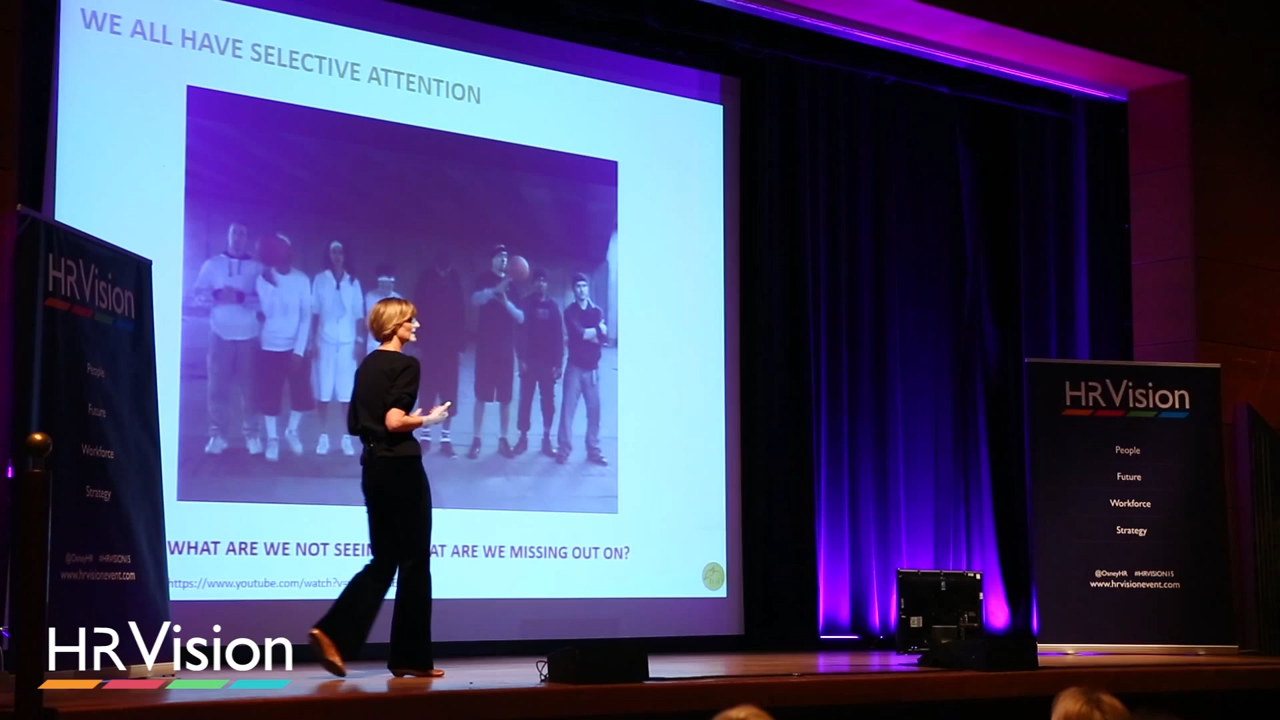 WE ALL HAVE SELECTIVE ATTENTION
WHAT ARE WE NOT AT ARE WE MISSING OUT ON?
https://www.youtube.com/watch?v=
HRVision
People
Future
Workforce
Strategy
@OsneyHR #HRVISION15
www.hrvisionevent.com
HRVision
People
Future
Workforce
Strategy
@OsneyHR #HRVISION15
www.hrvisionevent.com
HRVision